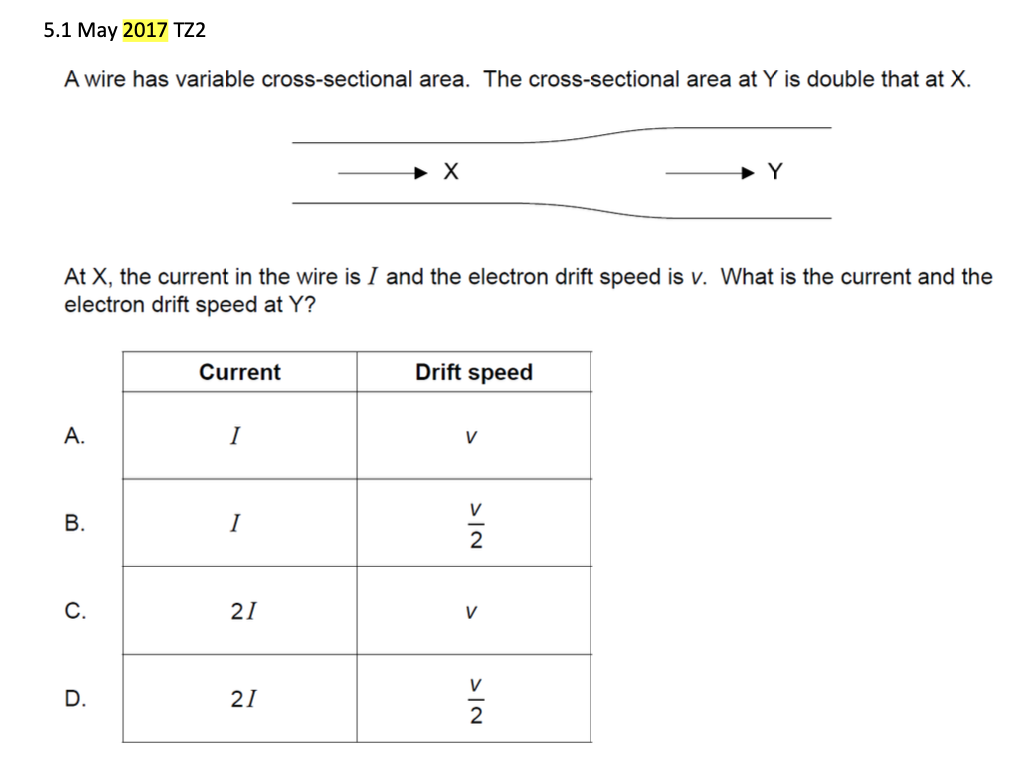 5.1 May 2017 TZ2
A wire has variable cross-sectional area. The cross-sectional area at Y is double that at X.
X Y
At X, the current in the wire is I and the electron drift speed is v. What is the current and the
electron drift speed at Y?
Current Drift speed
A. I v
B. I v/2
C. 2I v
D. 2I v/2